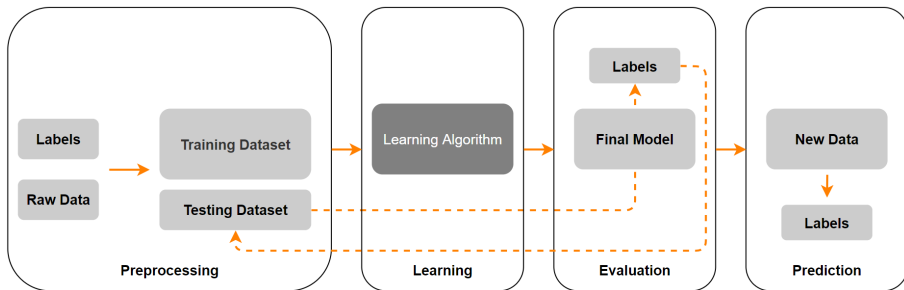 Labels
Raw Data
Training Dataset
Testing Dataset
Preprocessing
Learning Algorithm
Learning
Labels
Final Model
Evaluation
New Data
Labels
Prediction